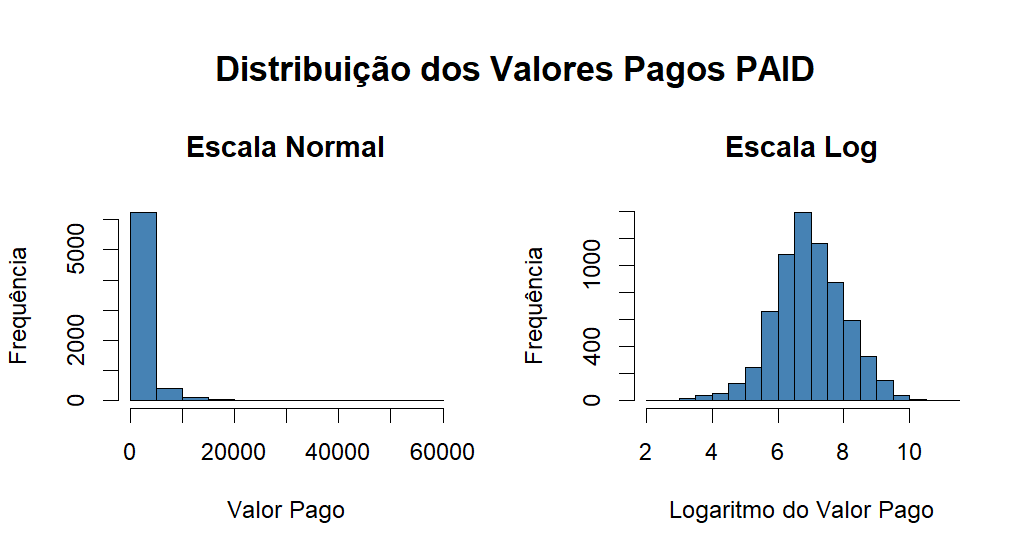 Distribuição dos Valores Pagos PAID
Escala Normal
Frequência
5000
2000
0
0 20000 40000 60000
Valor Pago
Escala Log
Frequência
1000
400
0
2 4 6 8 10
Logaritmo do Valor Pago